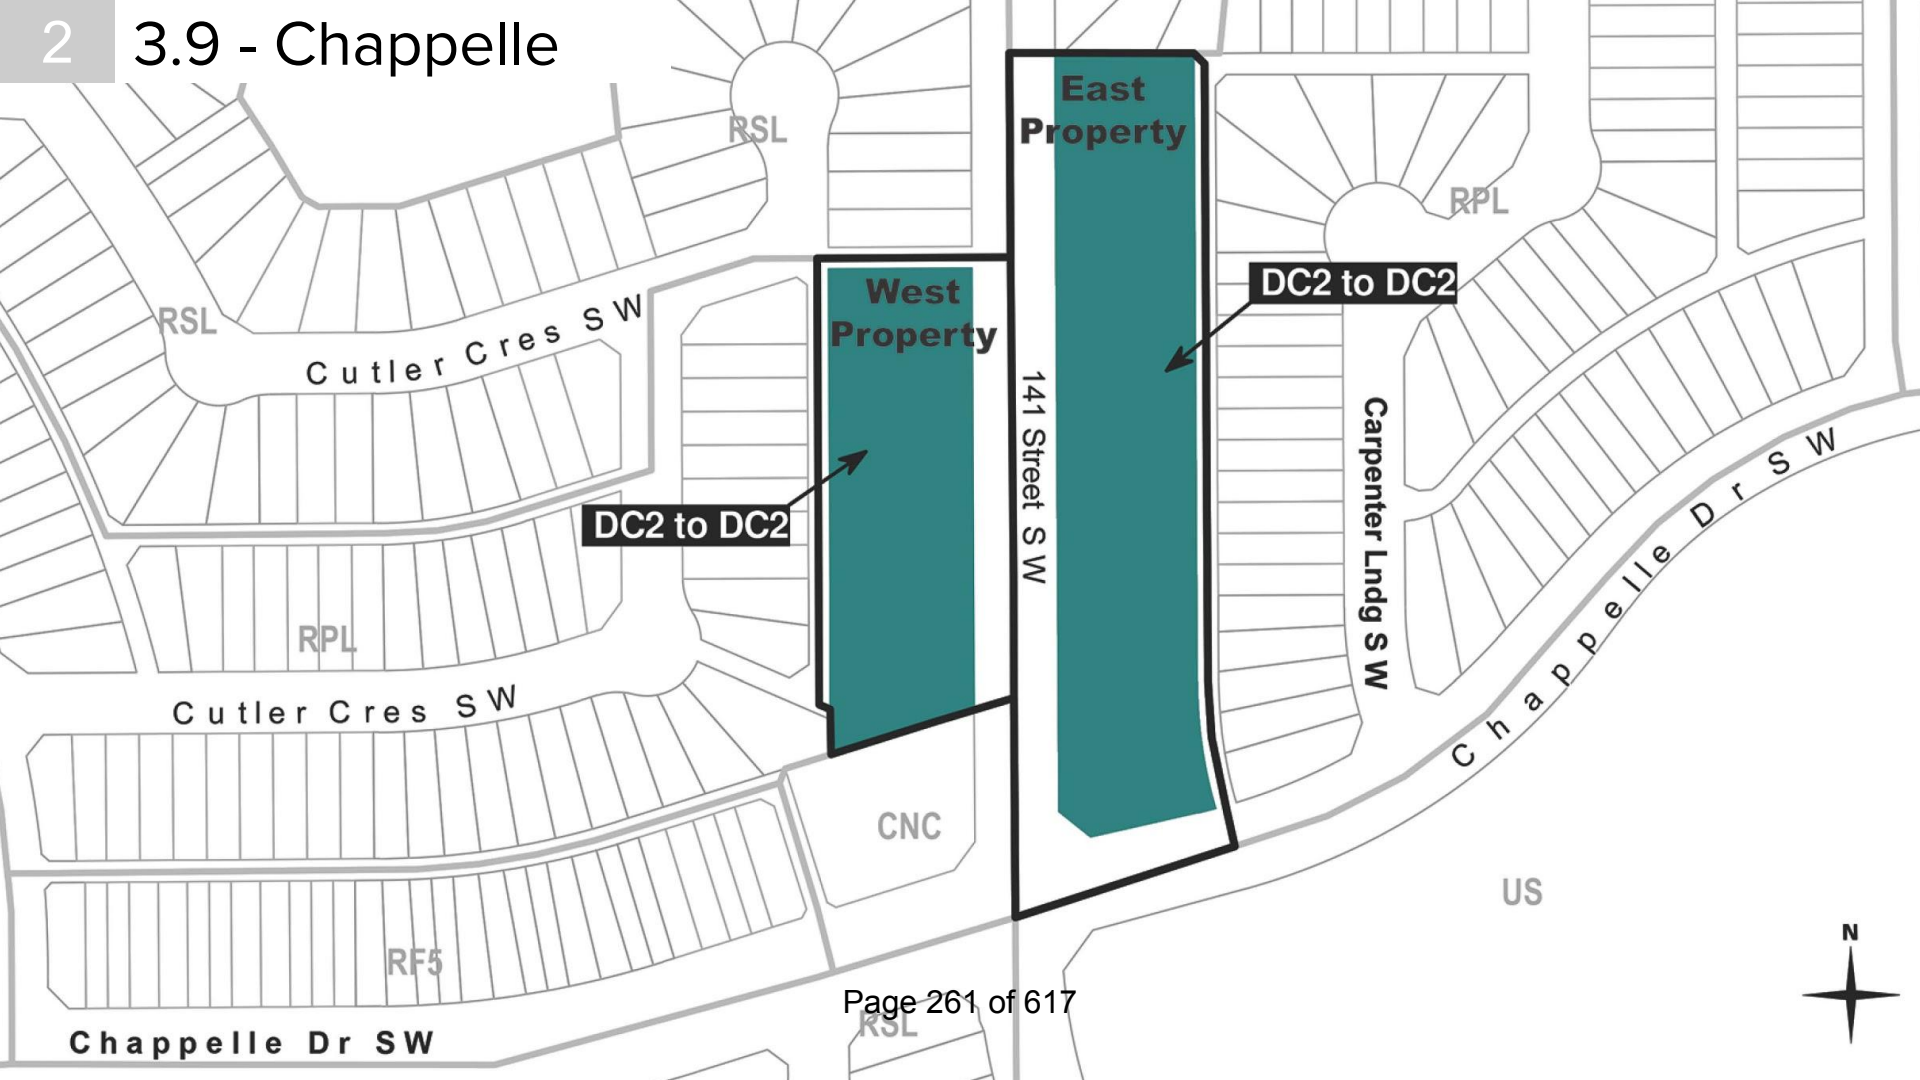 2
3.9 - Chappelle
East
Property
RSL
RPL
West
Property
DC2 to DC2
RSL
Cutler Cres SW
141 Street SW
Carpenter Lndg SW
Chappelle Dr SW
DC2 to DC2
RPL
Cutler Cres SW
CNC
US
N
RF5
Page 261 of 617
RSL
Chappelle Dr SW